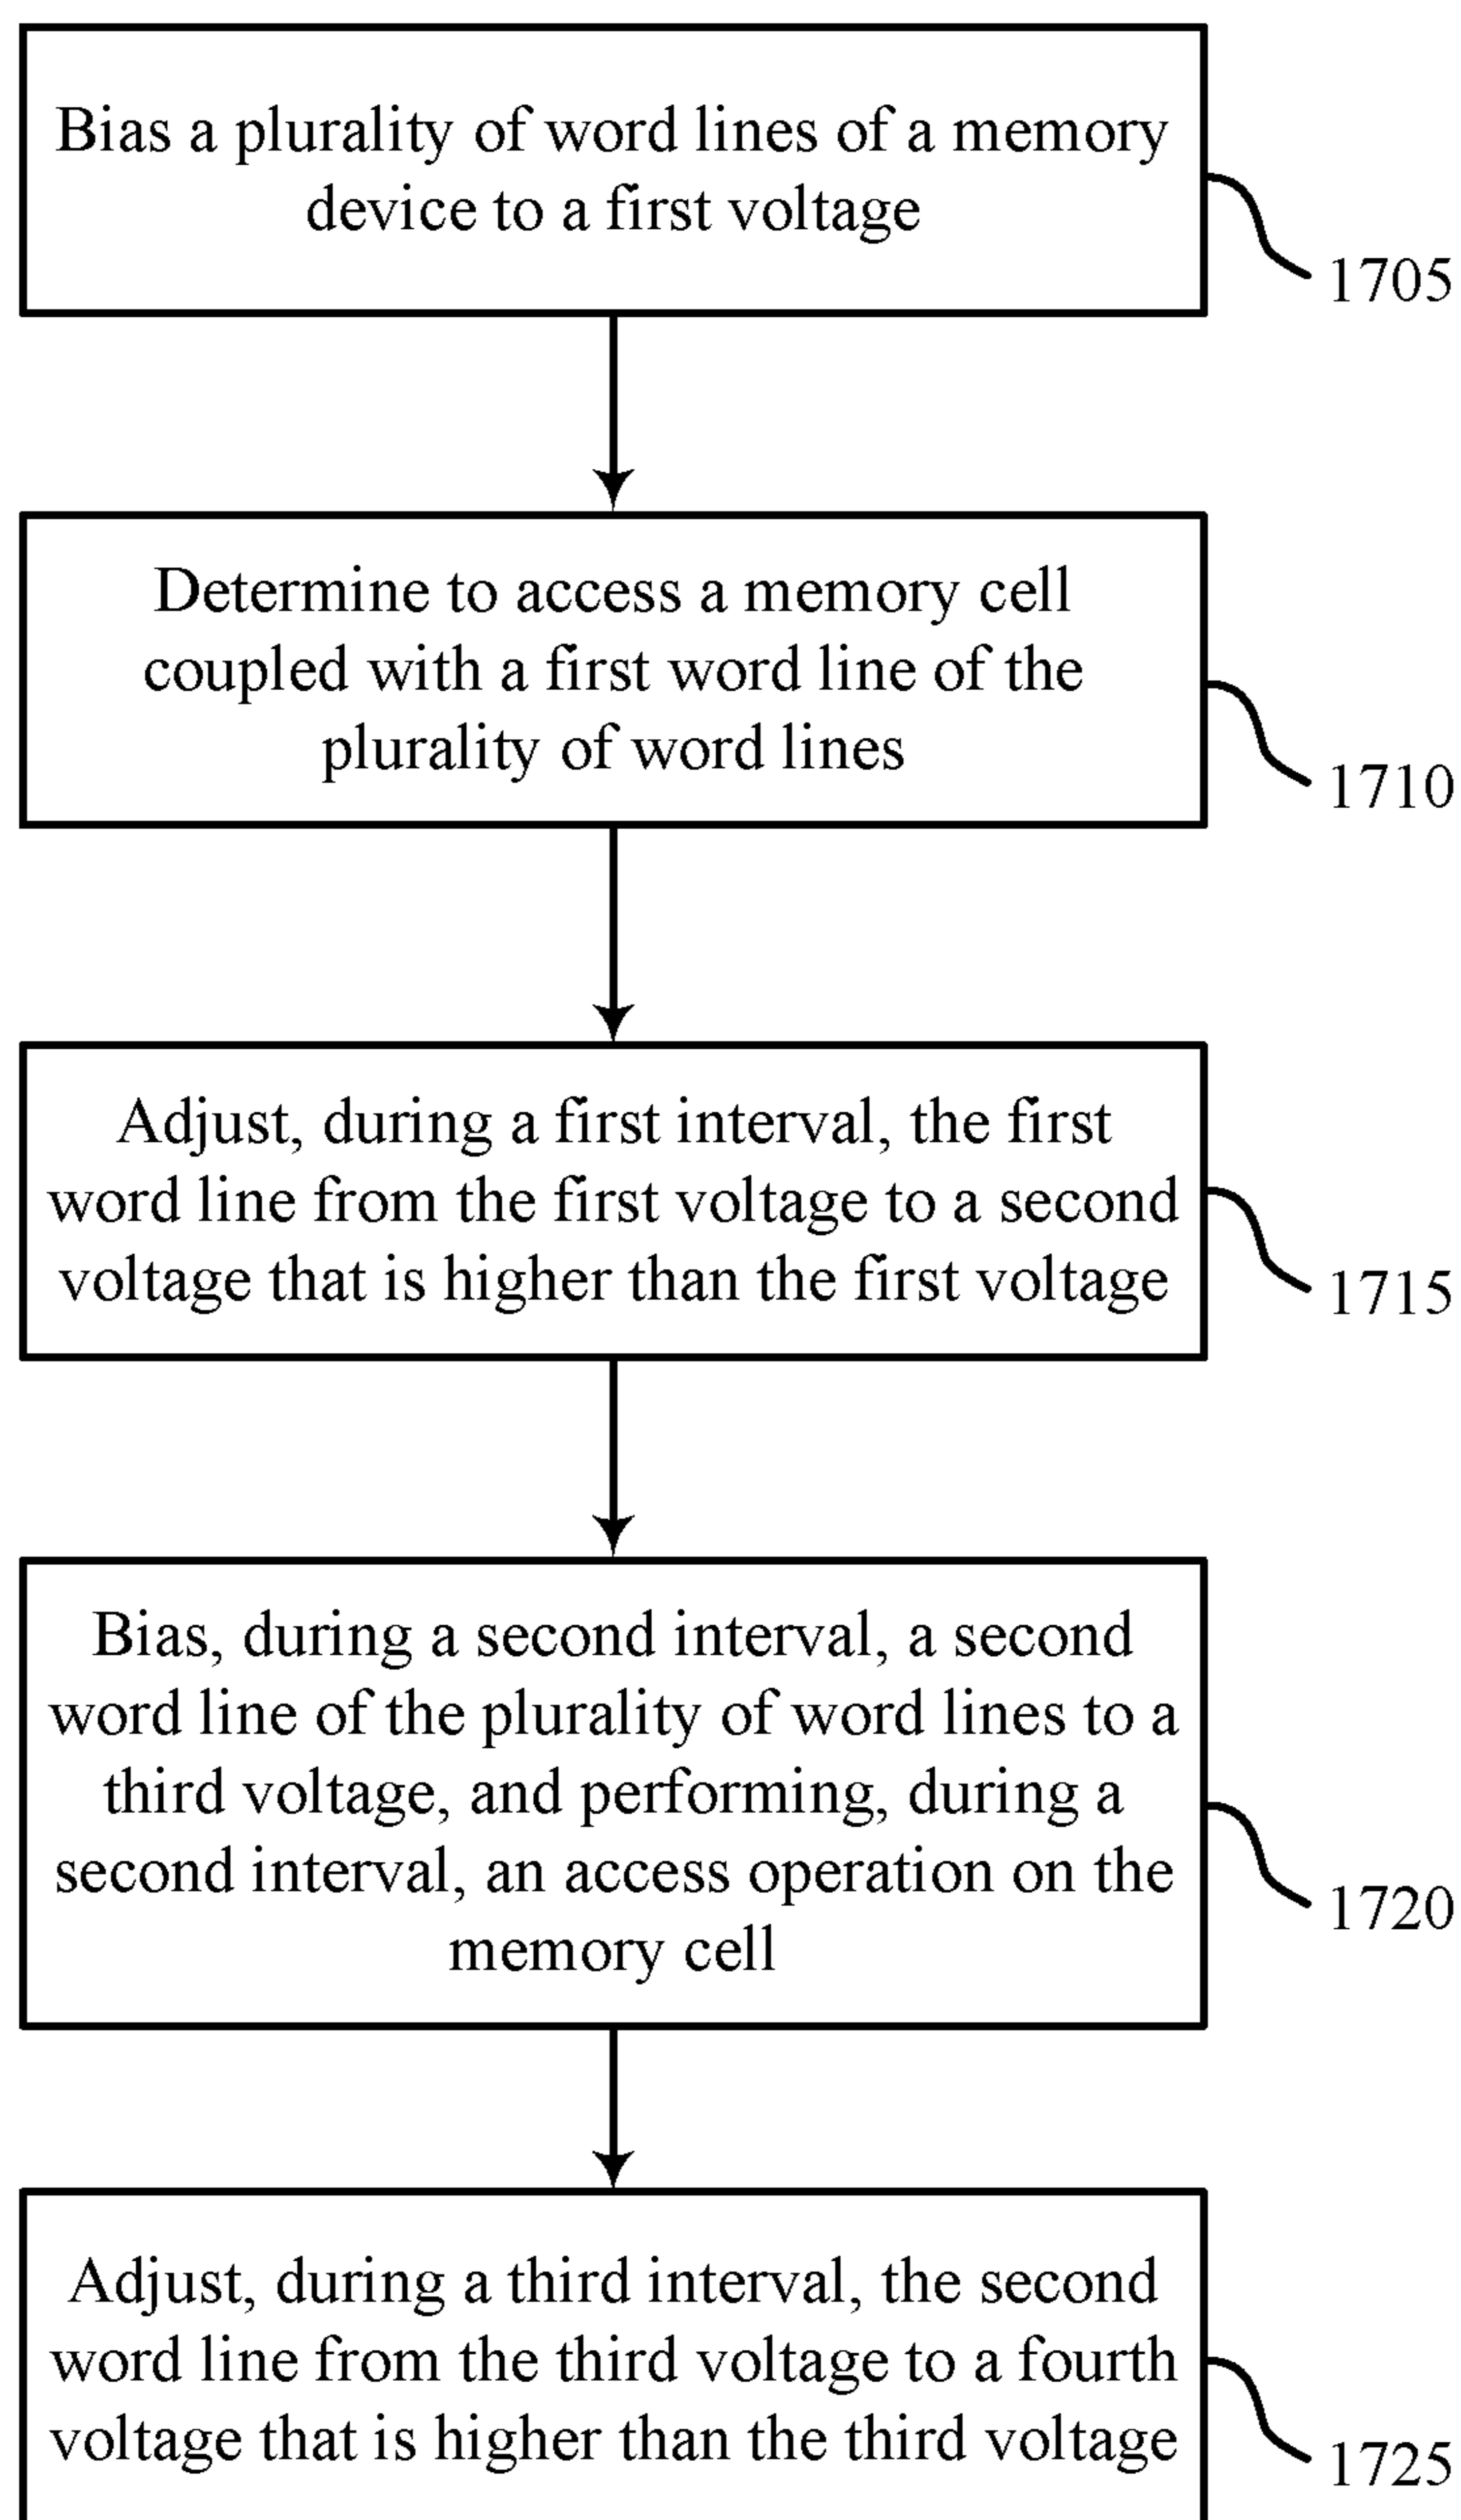 Bias a plurality of word lines of a memory
device to a first voltage
1705
Determine to access a memory cell
coupled with a first word line of the
plurality of word lines
1710
Adjust, during a first interval, the first
word line from the first voltage to a second
voltage that is higher than the first voltage
1715
Bias, during a second interval, a second
word line of the plurality of word lines to a
third voltage, and performing, during a
second interval, an access operation on the
memory cell
1720
Adjust, during a third interval, the second
word line from the third voltage to a fourth
voltage that is higher than the third voltage
1725